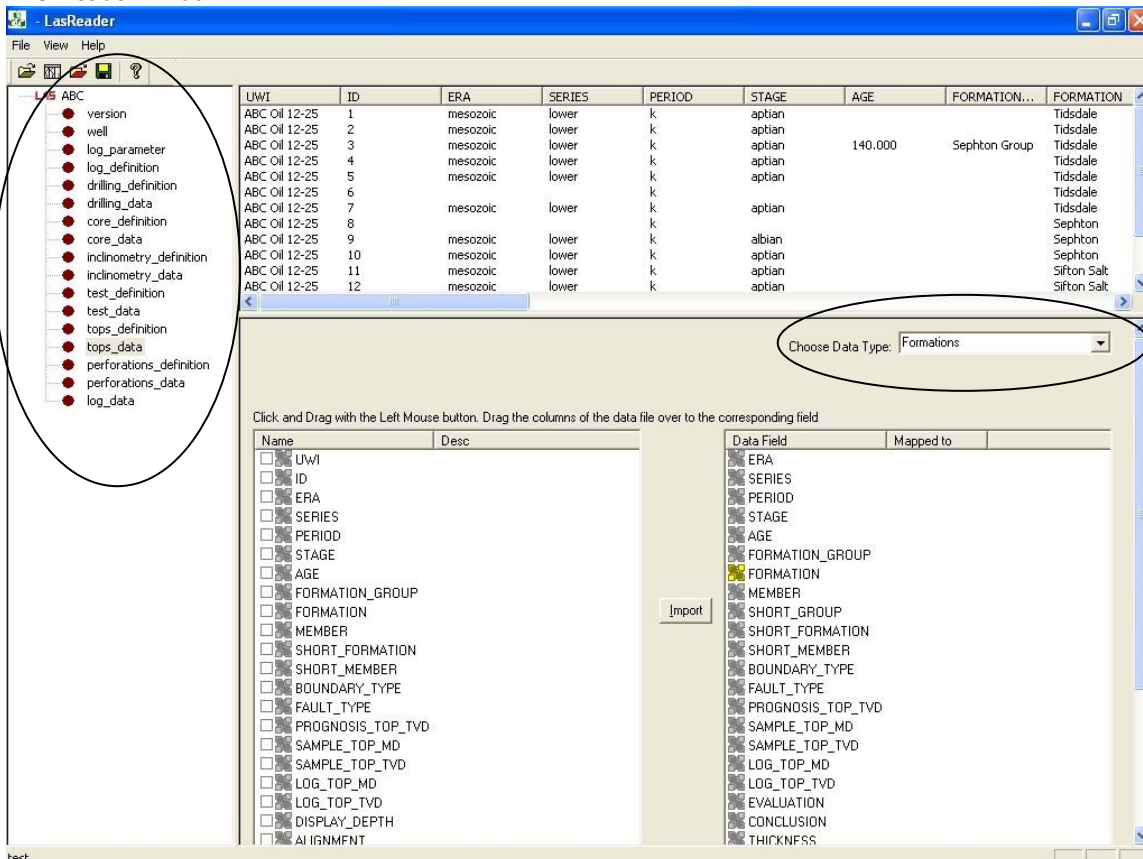 - LasReader
File View Help
LAS ABC
version
well
log_parameter
log_definition
drilling_definition
drilling_data
core_definition
core_data
inclinometry_definition
inclinometry_data
test_definition
test_data
tops_definition
tops_data
perforations_definition
perforations_data
log_data
UWI ID ERA SERIES PERIOD STAGE AGE FORMATION... FORMATION
ABC Oil 12-25 1 mesozoic lower k aptian Tidsdale
ABC Oil 12-25 2 mesozoic lower k aptian Tidsdale
ABC Oil 12-25 3 mesozoic lower k aptian 140.000 Sephton Group Tidsdale
ABC Oil 12-25 4 mesozoic lower k aptian Tidsdale
ABC Oil 12-25 5 mesozoic lower k aptian Tidsdale
ABC Oil 12-25 6 k Tidsdale
ABC Oil 12-25 7 mesozoic lower k aptian Tidsdale
ABC Oil 12-25 8 k Sephton
ABC Oil 12-25 9 mesozoic lower k albian Sephton
ABC Oil 12-25 10 mesozoic lower k aptian Sephton
ABC Oil 12-25 11 mesozoic lower k aptian Sifton Salt
ABC Oil 12-25 12 mesozoic lower k aptian Sifton Salt
Choose Data Type: Formations
Click and Drag with the Left Mouse button. Drag the columns of the data file over to the corresponding field
Name Desc
UWI
ID
ERA
SERIES
PERIOD
STAGE
AGE
FORMATION_GROUP
FORMATION
MEMBER
SHORT_FORMATION
SHORT_MEMBER
BOUNDARY_TYPE
FAULT_TYPE
PROGNOSIS_TOP_TVD
SAMPLE_TOP_MD
SAMPLE_TOP_TVD
LOG_TOP_MD
LOG_TOP_TVD
DISPLAY_DEPTH
ALIGNMENT
Import
Data Field Mapped to
ERA
SERIES
PERIOD
STAGE
AGE
FORMATION_GROUP
FORMATION
MEMBER
SHORT_GROUP
SHORT_FORMATION
SHORT_MEMBER
BOUNDARY_TYPE
FAULT_TYPE
PROGNOSIS_TOP_TVD
SAMPLE_TOP_MD
SAMPLE_TOP_TVD
LOG_TOP_MD
LOG_TOP_TVD
EVALUATION
CONCLUSION
THICKNESS
test